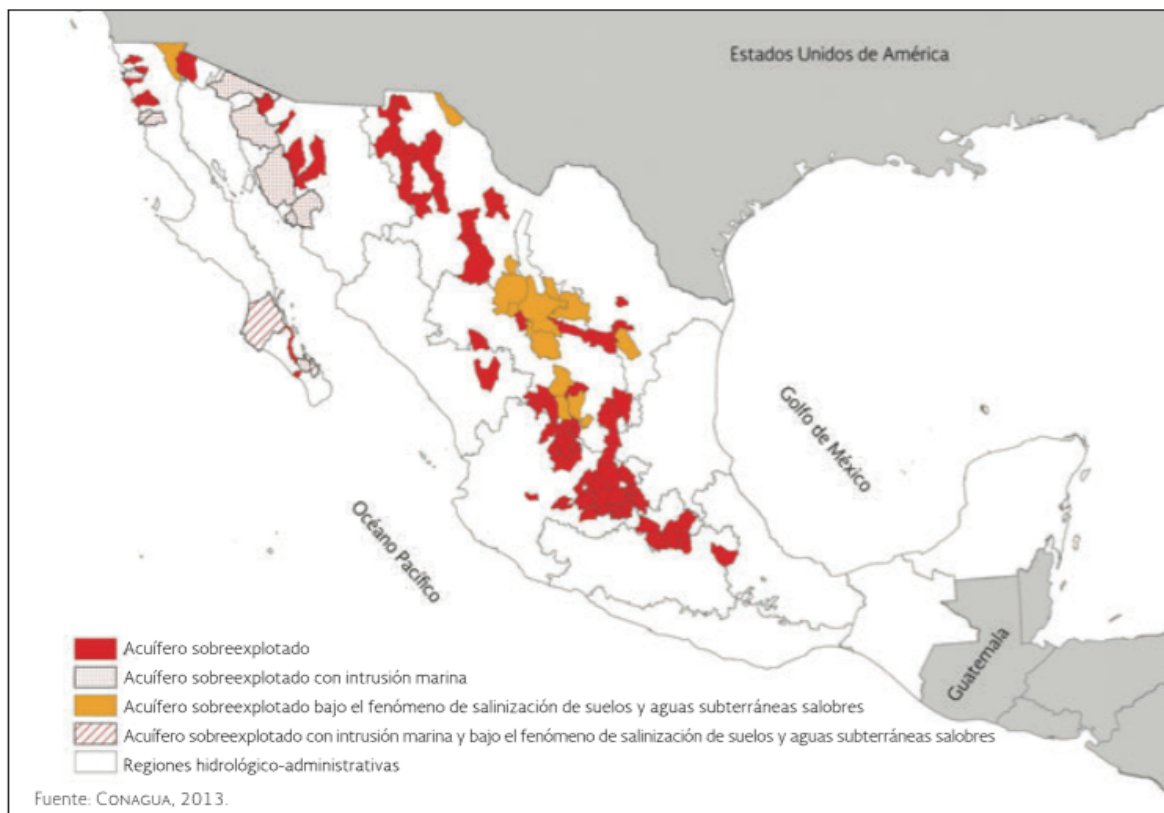 Estados Unidos de América
Golfo de México
Océano Pacífico
Guatemala
Acuífero sobreexplotado
Acuífero sobreexplotado con intrusión marina
Acuífero sobreexplotado bajo el fenómeno de salinización de suelos y aguas subterráneas salobres
Acuífero sobreexplotado con intrusión marina y bajo el fenómeno de salinización de suelos y aguas subterráneas salobres
Regiones hidrológico-administrativas
Fuente: CONAGUA, 2013.